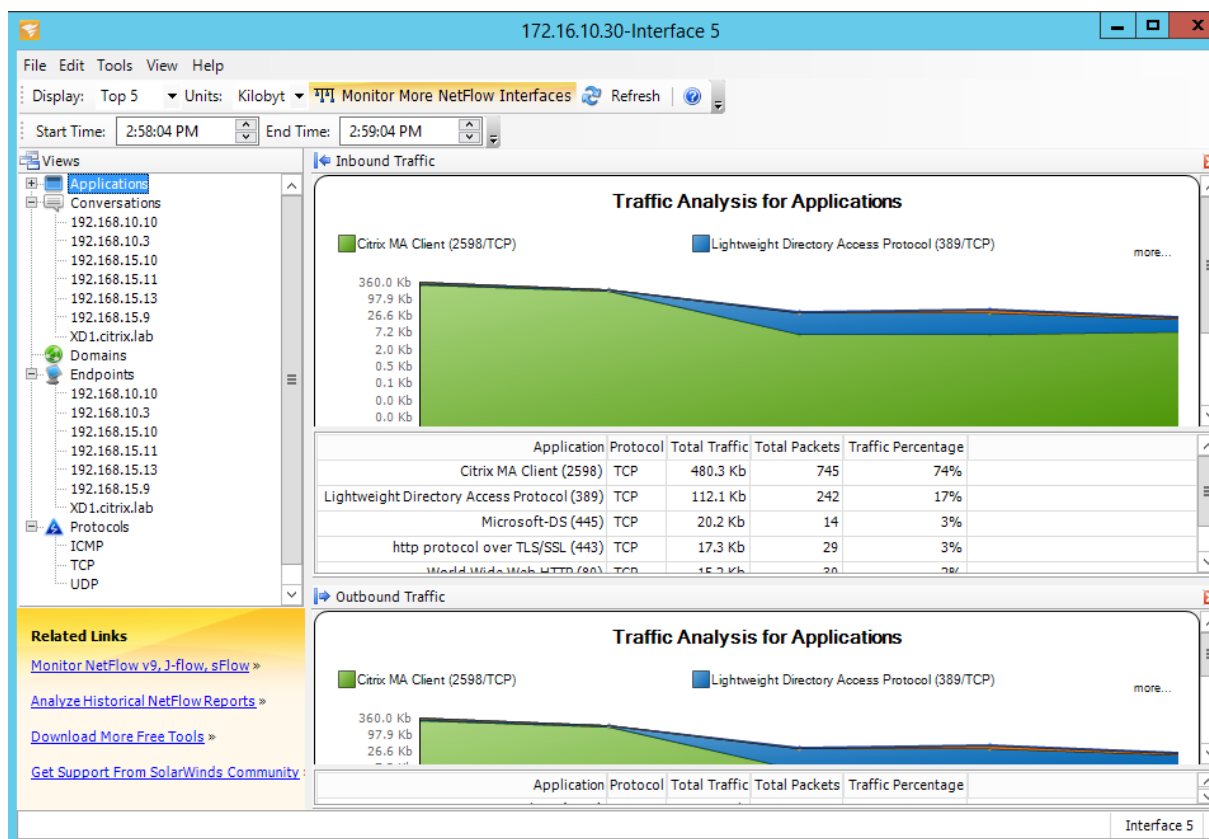 172.16.10.30-Interface 5
File Edit Tools View Help
Display: Top 5 Units: Kilobyt Monitor More NetFlow Interfaces Refresh
Start Time: 2:58:04 PM End Time: 2:59:04 PM
Views
Applications
Conversations
192.168.10.10
192.168.10.3
192.168.15.10
192.168.15.11
192.168.15.13
192.168.15.9
XD1.citrix.lab
Domains
Endpoints
192.168.10.10
192.168.10.3
192.168.15.10
192.168.15.11
192.168.15.13
192.168.15.9
XD1.citrix.lab
Protocols
ICMP
TCP
UDP
Related Links
Monitor NetFlow v9, J-flow, sFlow »
Analyze Historical NetFlow Reports »
Download More Free Tools »
Get Support From SolarWinds Community
Inbound Traffic
Traffic Analysis for Applications
Citrix MA Client (2598/TCP) Lightweight Directory Access Protocol (389/TCP)
more...
360.0 Kb
97.9 Kb
26.6 Kb
7.2 Kb
2.0 Kb
0.5 Kb
0.1 Kb
0.0 Kb
0.0 Kb
Application Protocol Total Traffic Total Packets Traffic Percentage
Citrix MA Client (2598) TCP 480.3 Kb 745 74%
Lightweight Directory Access Protocol (389) TCP 112.1 Kb 242 17%
Microsoft-DS (445) TCP 20.2 Kb 14 3%
http protocol over TLS/SSL (443) TCP 17.3 Kb 29 3%
World Wide Web HTTP (80) TCP 15.2 Kb 2%
Outbound Traffic
Traffic Analysis for Applications
Citrix MA Client (2598/TCP) Lightweight Directory Access Protocol (389/TCP)
more...
360.0 Kb
97.9 Kb
26.6 Kb
Application Protocol Total Traffic Total Packets Traffic Percentage
Interface 5